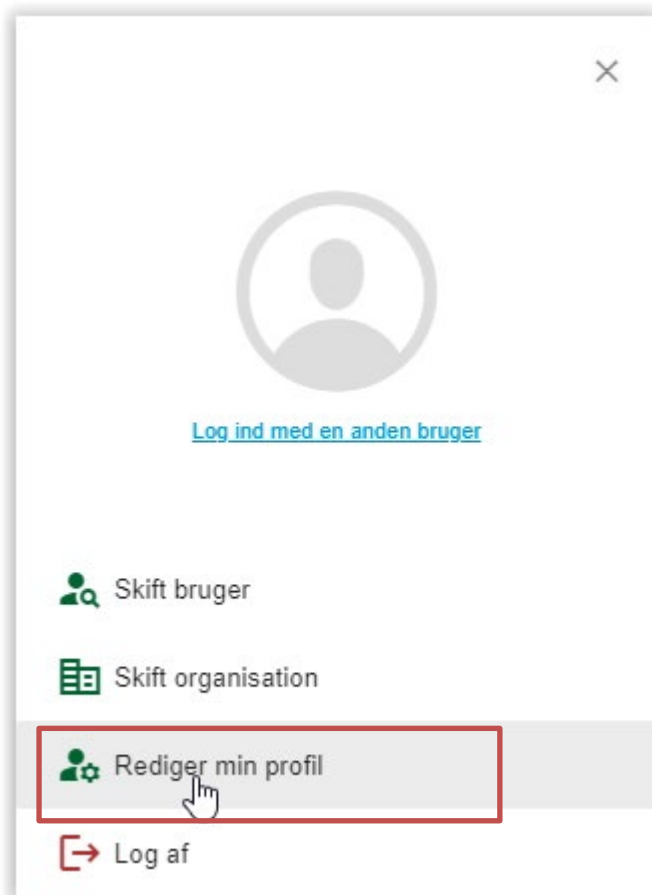 Log ind med en anden bruger
Skift bruger
Skift organisation
Rediger min profil
Log af